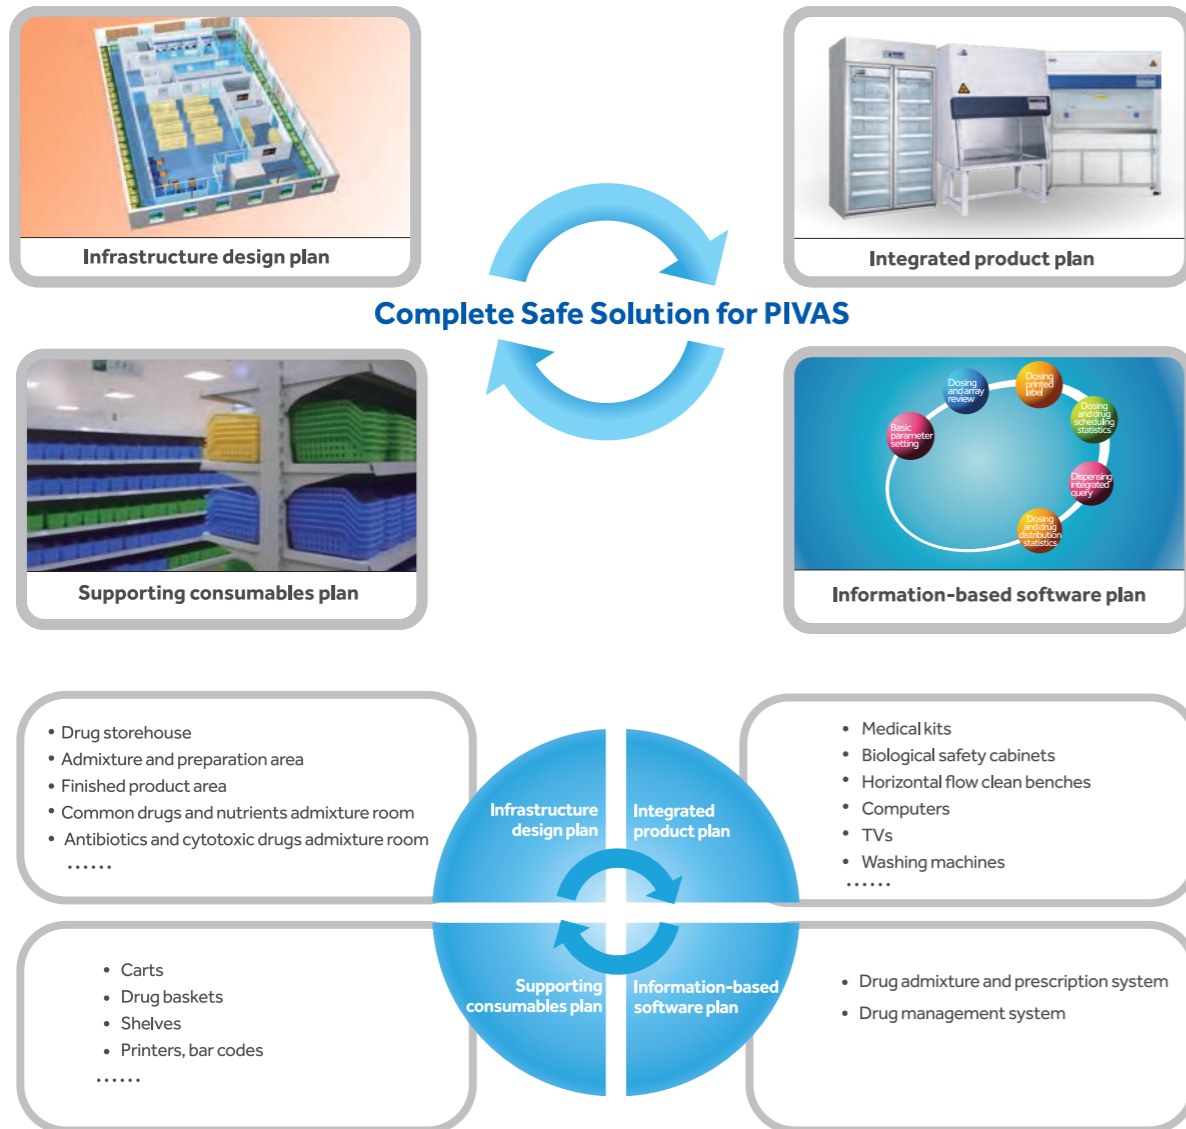 Infrastructure design plan
Integrated product plan
Complete Safe Solution for PIVAS
Supporting consumables plan
Basic
parameter
setting
Dosing
and array
review
Dosing
printed
label
Dosing
and drug
scheduling
statistics
Dispensing
integrated
query
Dosing
and drug
distribution
statistics
Information-based software plan
• Drug storehouse
• Admixture and preparation area
• Finished product area
• Common drugs and nutrients admixture room
• Antibiotics and cytotoxic drugs admixture room
......
Infrastructure
design plan
Integrated
product plan
• Medical kits
• Biological safety cabinets
• Horizontal flow clean benches
• Computers
• TVs
• Washing machines
......
• Carts
• Drug baskets
• Shelves
• Printers, bar codes
......
Supporting
consumables plan
Information-based
software plan
• Drug admixture and prescription system
• Drug management system